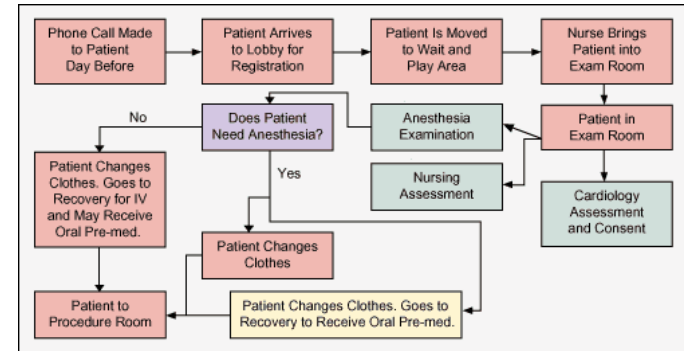 Phone Call Made
to Patient
Day Before
Patient Arrives
to Lobby for
Registration
Patient Is Moved
to Wait and
Play Area
Nurse Brings
Patient into
Exam Room
Patient in
Exam Room
Anesthesia
Examination
Nursing
Assessment
Cardiology
Assessment
and Consent
Does Patient
Need Anesthesia?
No
Patient Changes
Clothes. Goes to
Recovery for IV
and May Receive
Oral Pre-med.
Yes
Patient Changes
Clothes
Patient Changes Clothes. Goes to
Recovery to Receive Oral Pre-med.
Patient to
Procedure Room